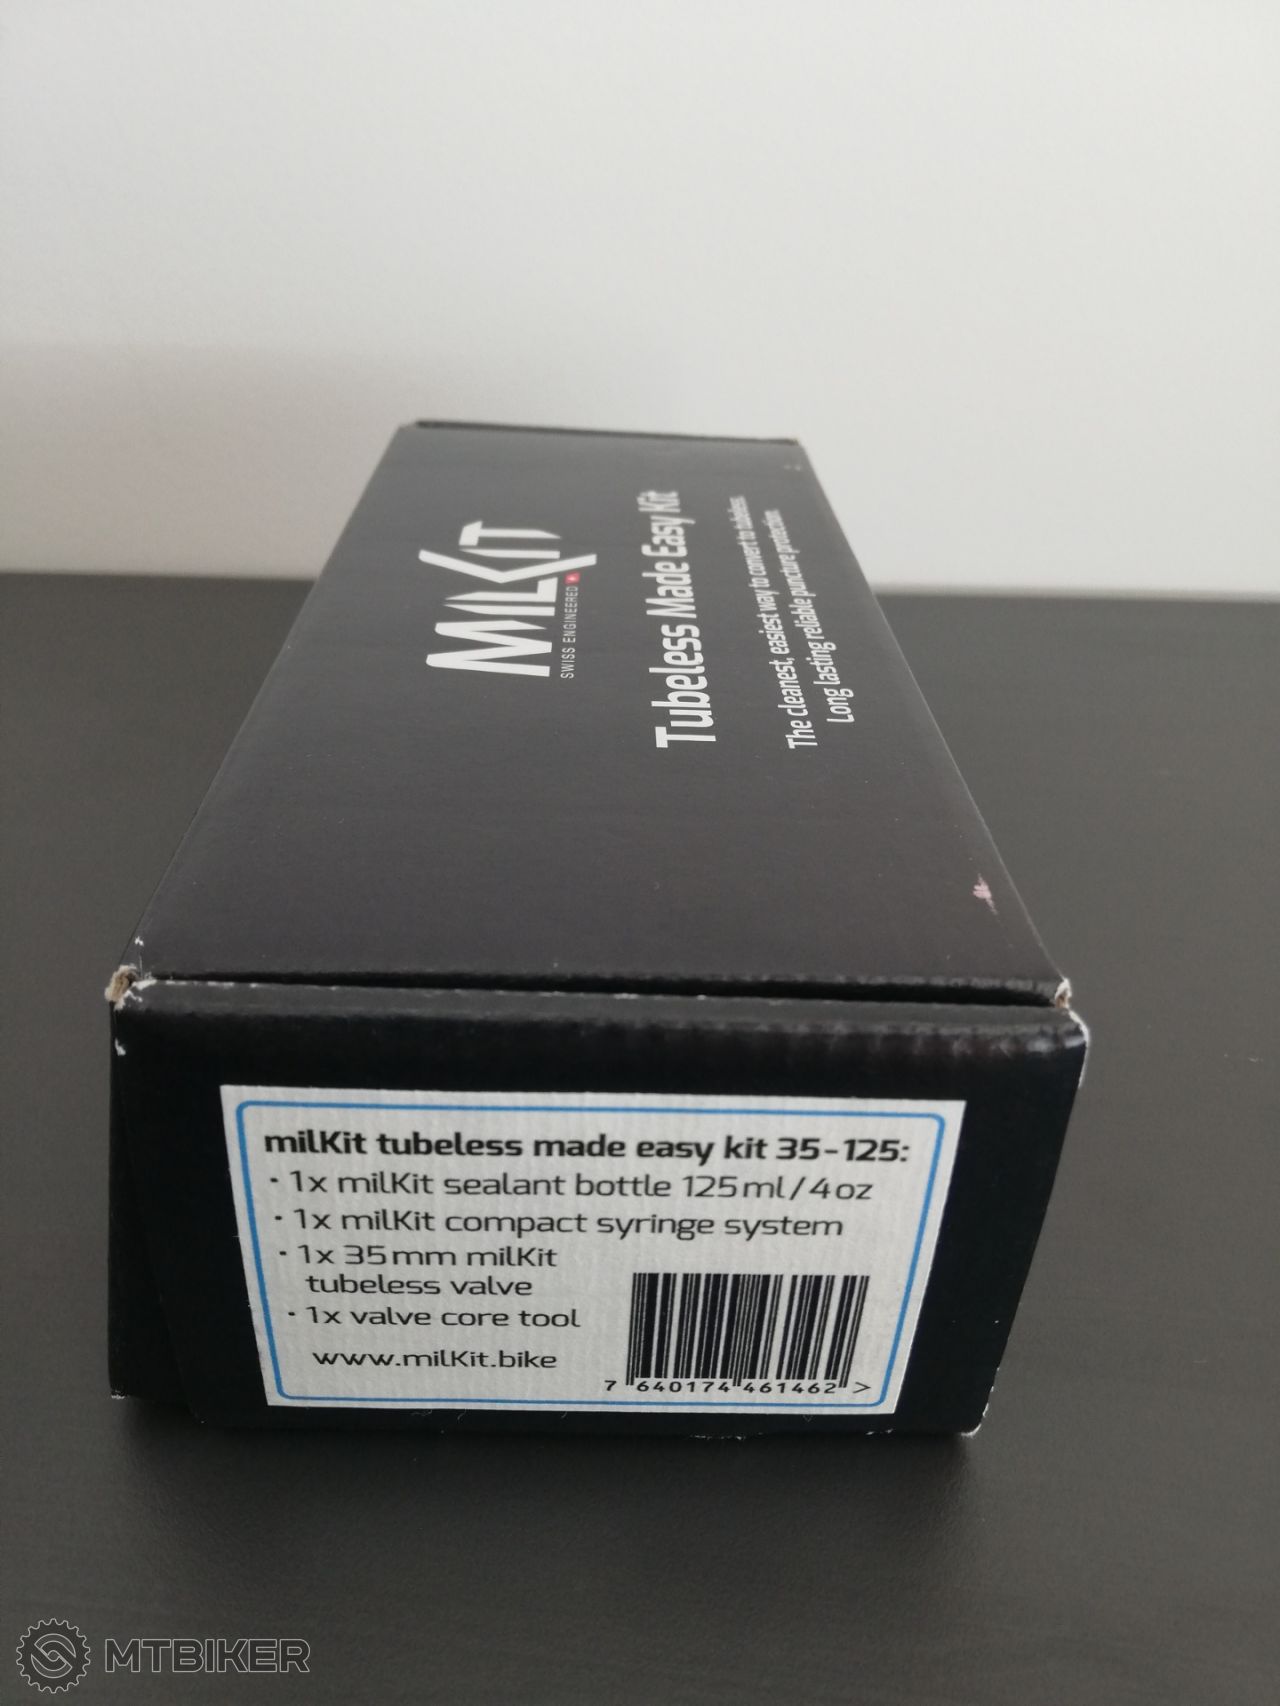 MILKIT
SWISS ENGINEERED
Tubeless Made Easy Kit
The cleanest, easiest way to convert to tubeless.
Long lasting reliable puncture protection.
milKit tubeless made easy kit 35-125:
• 1x milKit sealant bottle 125ml/4oz
• 1x milKit compact syringe system
• 1x 35mm milKit
tubeless valve
• 1x valve core tool
www.milKit.bike
7 640174 461462 >
MTBIKER